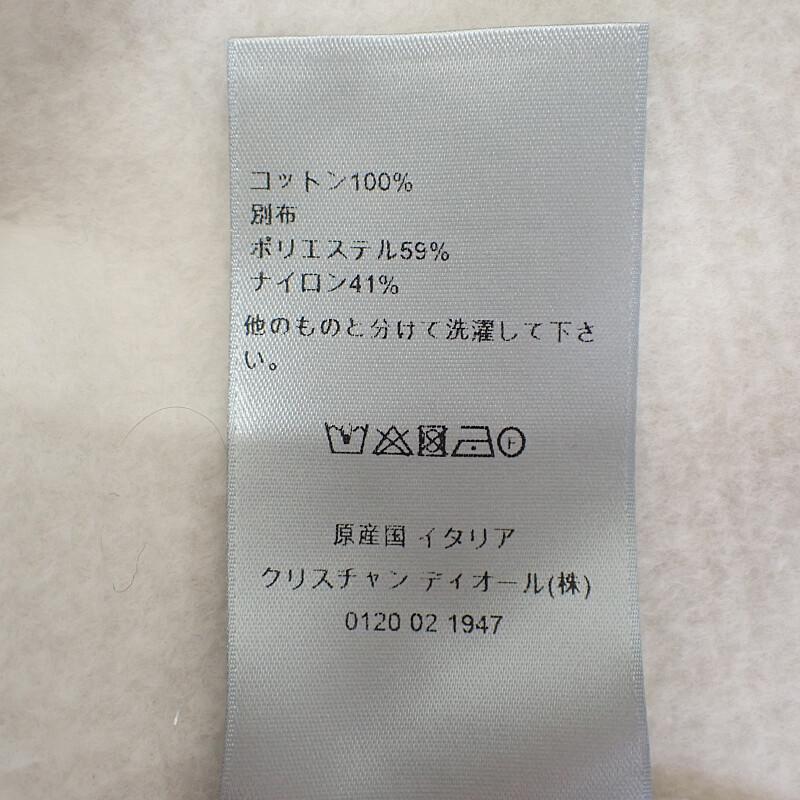 コットン100%
別布
ポリエステル59%
ナイロン41%
他のものと分けて洗濯して下さ
い。
F
原産国 イタリア
クリスチャン ディオール(株)
0120 02 1947